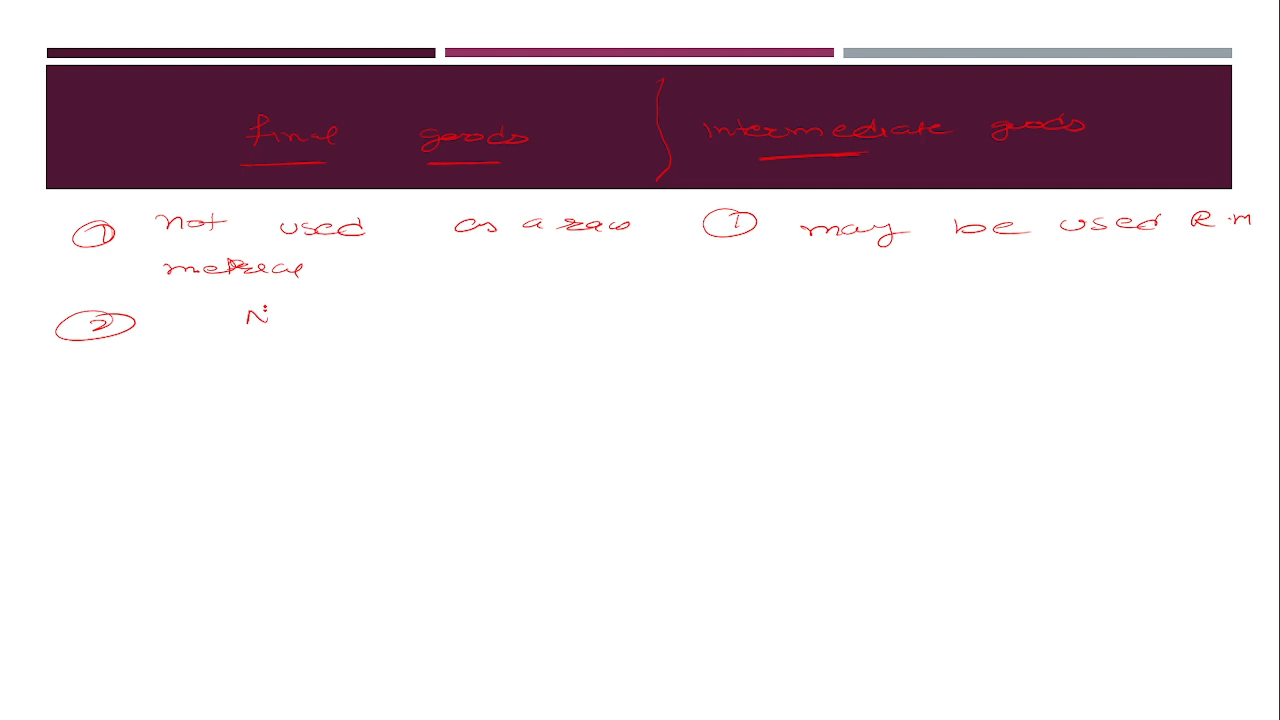 final goods
intermediate goods
① not used as a raw
material
① may be used R.M
② N